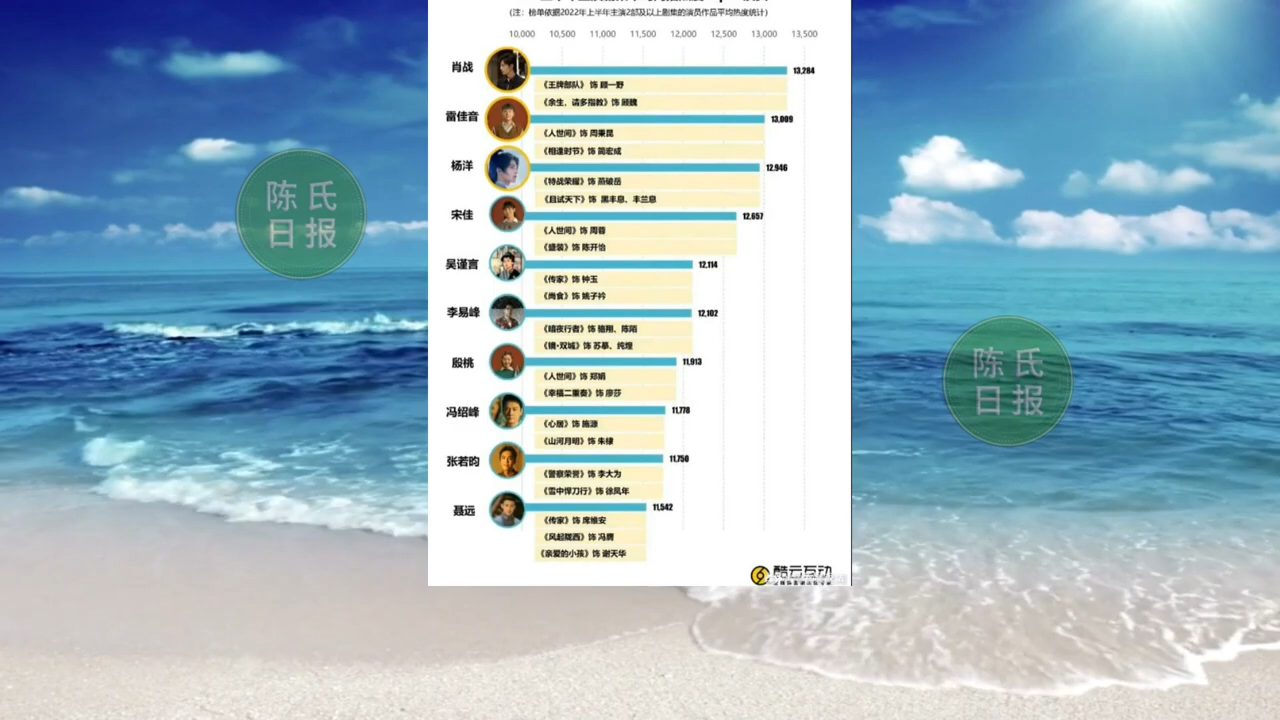 (注：榜单依据2022年上半年主演2部及以上剧集的演员作品平均热度统计)
10,000 10,500 11,000 11,500 12,000 12,500 13,000 13,500
肖战
13,284
《王牌部队》 饰 顾一野
《余生，请多指教》饰 顾魏
雷佳音
13,009
《人世间》饰 周秉昆
《相逢时节》饰 简宏成
杨洋
12,946
《特战荣耀》饰 燕破岳
《且试天下》饰 黑丰息、丰兰息
宋佳
12,657
《人世间》饰 周蓉
《盛装》饰 陈开怡
吴谨言
12,114
《传家》饰 钟玉
《尚食》饰 姚子衿
李易峰
12,102
《暗夜行者》饰 骆翔、陈陌
《镜·双城》饰 苏摹、纯煌
殷桃
11,913
《人世间》饰 郑娟
《幸福二重奏》饰 廖莎
冯绍峰
11,778
《心居》饰 施源
《山河月明》饰 朱棣
张若昀
11,750
《警察荣誉》饰 李大为
《雪中悍刀行》饰 徐凤年
聂远
11,542
《传家》饰 席维安
《风起陇西》饰 冯膺
《亲爱的小孩》饰 谢天华
酷云互动
陈氏
日报
陈氏
日报